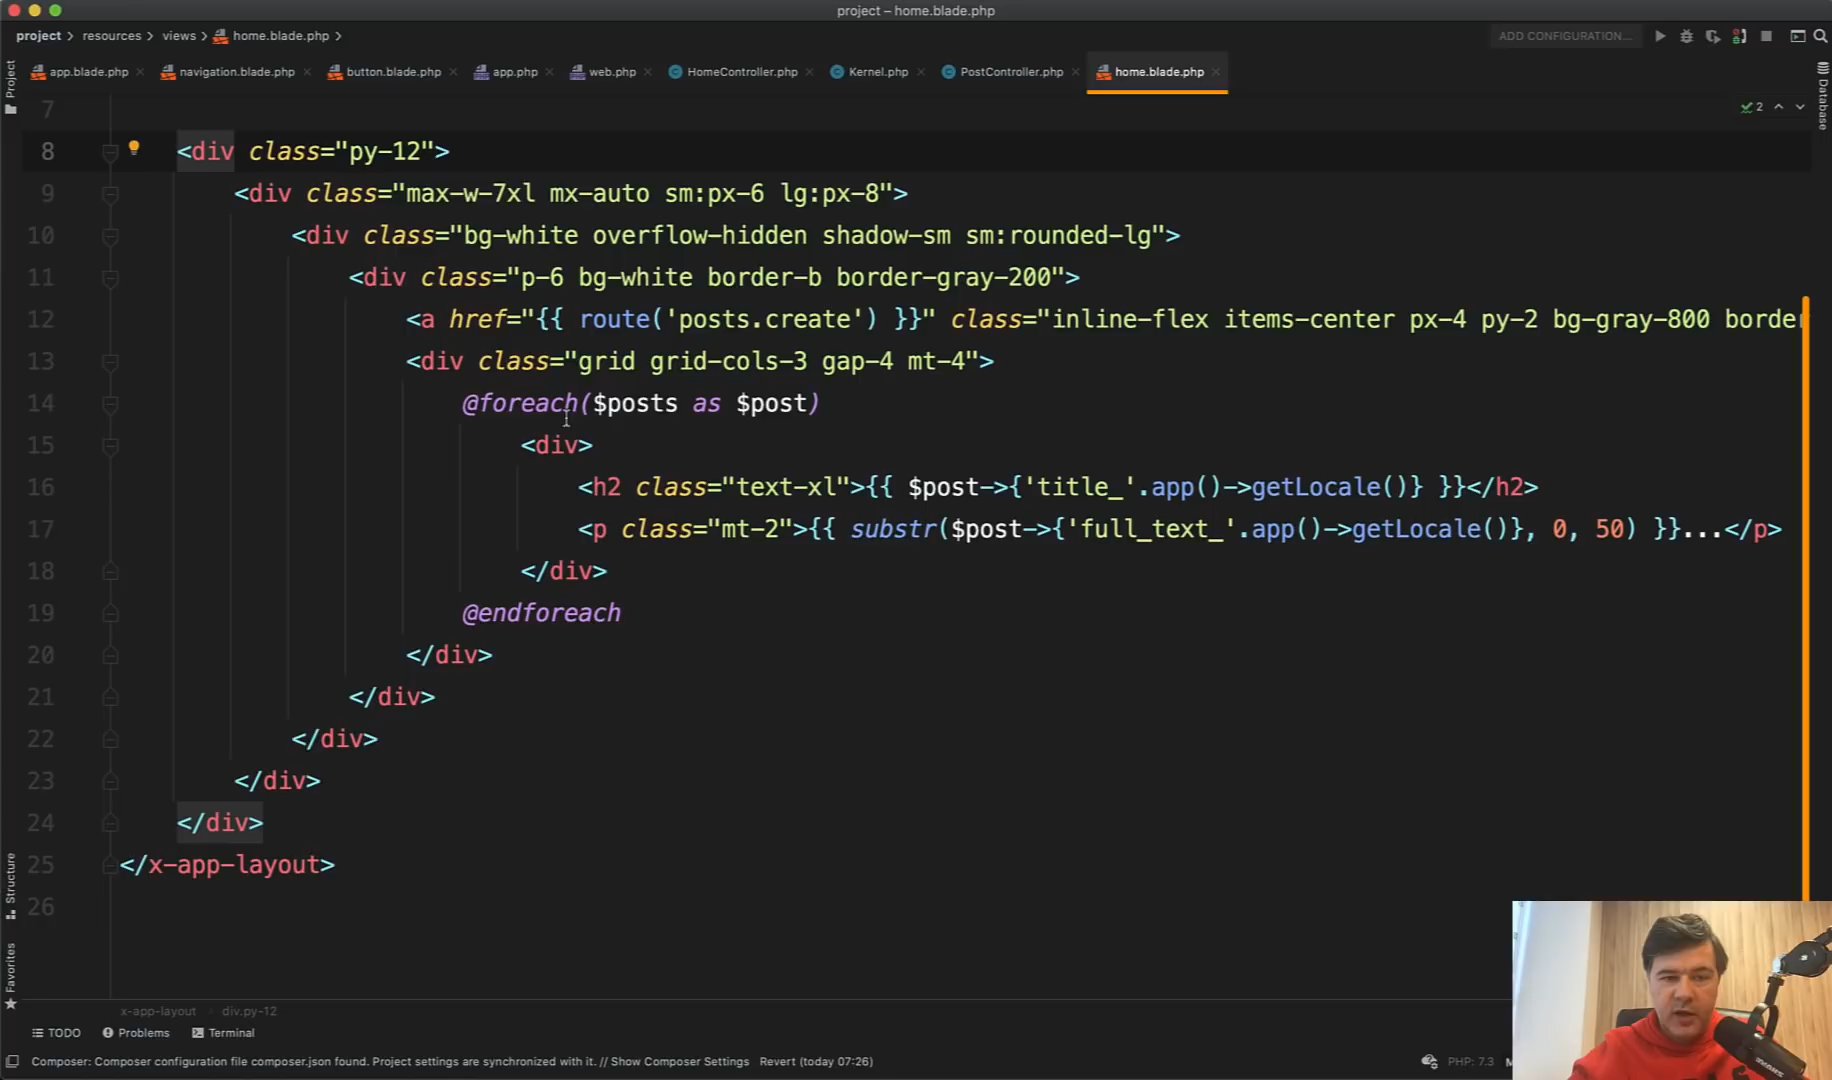 project – home.blade.php
project > resources > views > home.blade.php >
ADD CONFIGURATION...
app.blade.php navigation.blade.php button.blade.php app.php web.php HomeController.php Kernel.php PostController.php home.blade.php
Project
Database
2
7
8 <div class="py-12">
9 <div class="max-w-7xl mx-auto sm:px-6 lg:px-8">
10 <div class="bg-white overflow-hidden shadow-sm sm:rounded-lg">
11 <div class="p-6 bg-white border-b border-gray-200">
12 <a href="{{ route('posts.create') }}" class="inline-flex items-center px-4 py-2 bg-gray-800 border
13 <div class="grid grid-cols-3 gap-4 mt-4">
14 @foreach($posts as $post)
15 <div>
16 <h2 class="text-xl">{{ $post->{'title_'.app()->getLocale()} }}</h2>
17 <p class="mt-2">{{ substr($post->{'full_text_'.app()->getLocale()}, 0, 50) }}...</p>
18 </div>
19 @endforeach
20 </div>
21 </div>
22 </div>
23 </div>
24 </div>
25 </x-app-layout>
26
Structure
Favorites
x-app-layout > div.py-12
TODO Problems Terminal
Composer: Composer configuration file composer.json found. Project settings are synchronized with it. // Show Composer Settings Revert (today 07:26)
PHP: 7.3